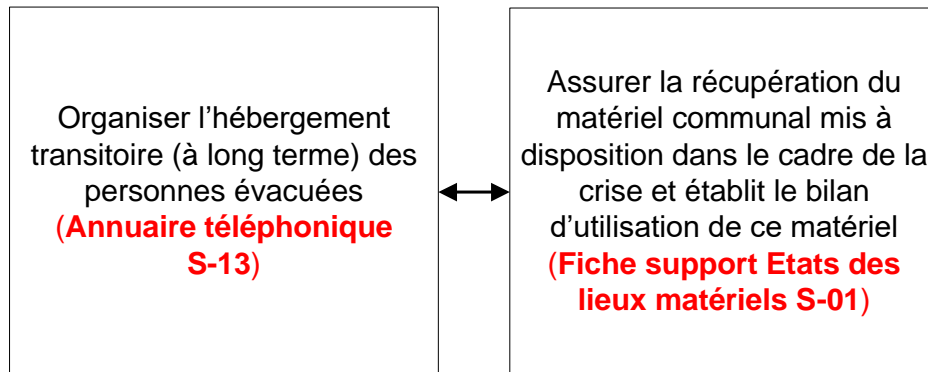 Organiser l’hébergement
transitoire (à long terme) des
personnes évacuées
(Annuaire téléphonique
S-13)
Assurer la récupération du
matériel communal mis à
disposition dans le cadre de la
crise et établit le bilan
d’utilisation de ce matériel
(Fiche support Etats des
lieux matériels S-01)